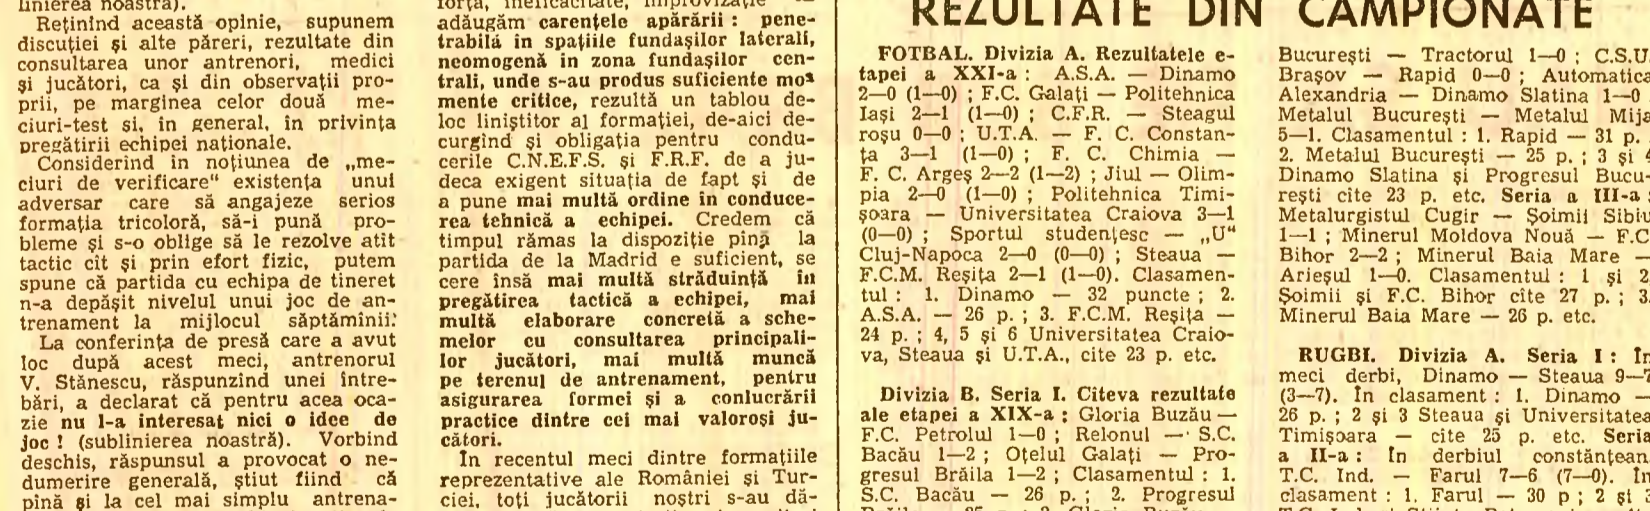 linierea noastră).
Reținînd această opinie, supunem
discuției și alte păreri, rezultate din
consultarea unor antrenori, medici
și jucători, ca și din observații pro-
prii, pe marginea celor două me-
ciuri-test si, în general, în privința
pregătirii echipei naționale.
Considerînd în noțiunea de „me-
ciuri de verificare“ existența unui
adversar care să angajeze serios
formația tricoloră, să-i pună pro-
bleme și s-o oblige să le rezolve atît
tactic cît și prin efort fizic, putem
spune că partida cu echipa de tineret
n-a depășit nivelul unui joc de an-
trenament la mijlocul săptămînii.
La conferința de presă care a avut
loc după acest meci, antrenorul
V. Stănescu, răspunzînd unei între-
bări, a declarat că pentru acea oca-
zie nu l-a interesat nici o idee de
joc ! (sublinierea noastră). Vorbind
deschis, răspunsul a provocat o ne-
dumerire generală, știut fiind că
pînă și la cel mai simplu antrena-
forță, ineficacitate, improvizație —
adăugăm carențele apărării : pene-
trabilă în spațiile fundașilor laterali,
neomogenă în zona fundașilor cen-
trali, unde s-au produs suficiente mo-
mente critice, rezultă un tablou de-
loc liniștitor al formației, de-aici de-
curgînd și obligația pentru condu-
cerile C.N.E.F.S. și F.R.F. de a ju-
deca exigent situația de fapt și de
a pune mai multă ordine în conduce-
rea tehnică a echipei. Credem că
timpul rămas la dispoziție pînă la
partida de la Madrid e suficient, se
cere însă mai multă străduință în
pregătirea tactică a echipei, mai
multă elaborare concretă a sche-
melor cu consultarea principali-
lor jucători, mai multă muncă
pe terenul de antrenament, pentru
asigurarea formei și a conlucrării
practice dintre cei mai valoroși ju-
cători.
În recentul meci dintre formațiile
reprezentative ale României și Tur-
ciei, toți jucătorii noștri s-au dă-
REZULTATE DIN CAMPIONATE
FOTBAL. Divizia A. Rezultatele e-
tapei a XXI-a : A.S.A. — Dinamo
2—0 (1—0) ; F.C. Galați — Politehnica
Iași 2—1 (1—0) ; C.F.R. — Steagul
roșu 0—0 ; U.T.A. — F. C. Constan-
ța 3—1 (1—0) ; F. C. Chimia —
F. C. Argeș 2—2 (1—2) ; Jiul — Olim-
pia 2—0 (1—0) ; Politehnica Timi-
șoara — Universitatea Craiova 3—1
(0—0) ; Sportul studențesc — „U“
Cluj-Napoca 2—0 (0—0) ; Steaua —
F.C.M. Reșița 2—1 (1—0). Clasamen-
tul : 1. Dinamo — 32 puncte ; 2.
A.S.A. — 26 p. ; 3. F.C.M. Reșița —
24 p. ; 4, 5 și 6 Universitatea Craio-
va, Steaua și U.T.A., cite 23 p. etc.
Divizia B. Seria I. Citeva rezultate
ale etapei a XIX-a : Gloria Buzău —
F.C. Petrolul 1—0 ; Relonul — S.C.
Bacău 1—2 ; Oțelul Galați — Pro-
gresul Brăila 1—2 ; Clasamentul : 1.
S.C. Bacău — 26 p. ; 2. Progresul
București — Tractorul 1—0 ; C.S.U.
Brașov — Rapid 0—0 ; Automatica
Alexandria — Dinamo Slatina 1—0
Metalul București — Metalul Mija
5—1. Clasamentul : 1. Rapid — 31 p.
2. Metalul București — 25 p. ; 3 și 4
Dinamo Slatina și Progresul Bucu-
rești cite 23 p. etc. Seria a III-a :
Metalurgistul Cugir — Șoimii Sibiu
1—1 ; Minerul Moldova Nouă — F.C.
Bihor 2—2 ; Minerul Baia Mare —
Arieșul 1—0. Clasamentul : 1 și 2.
Șoimii și F.C. Bihor cîte 27 p. ; 3.
Minerul Baia Mare — 26 p. etc.
RUGBI. Divizia A. Seria I : În
meci derbi, Dinamo — Steaua 9—7
(3—7). În clasament : 1. Dinamo —
26 p. ; 2 și 3 Steaua și Universitatea
Timișoara — cite 25 p. etc. Seria
a II-a : În derbiul constănțean,
T.C. Ind. — Farul 7—6 (7—0). În
clasament : 1. Farul — 30 p ; 2 și 3